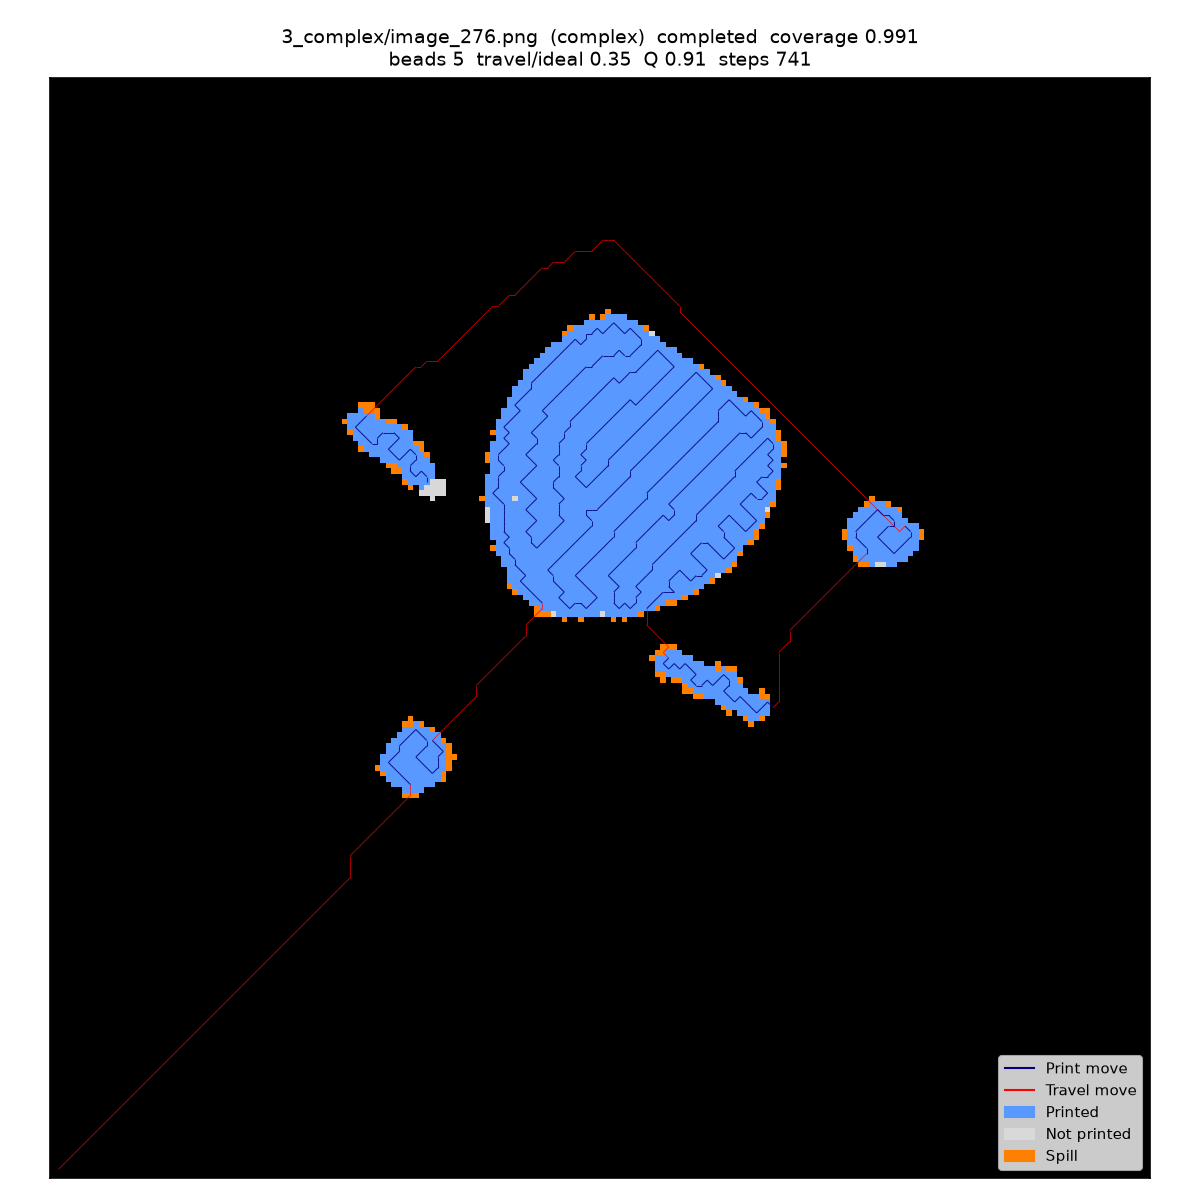 3_complex/image_276.png  (complex)  completed  coverage 0.991
beads 5  travel/ideal 0.35  Q 0.91  steps 741
Print move
Travel move
Printed
Not printed
Spill